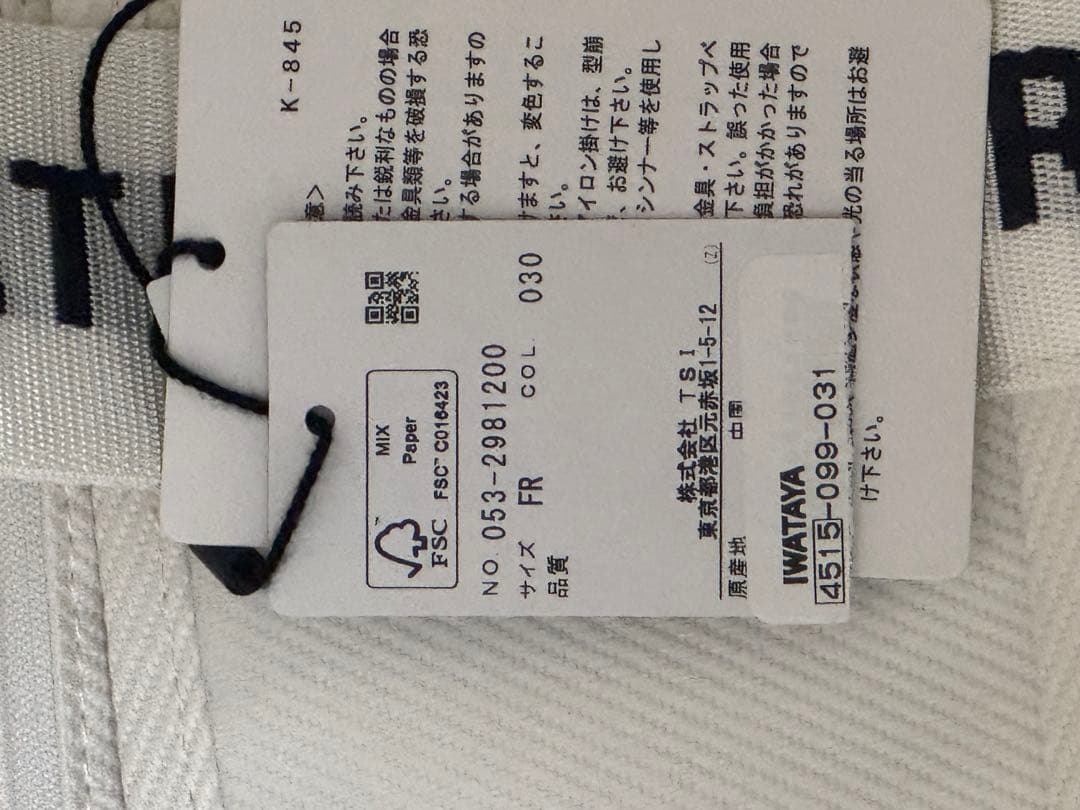 K-845
意>
読み下さい。
たは鋭利なものの場合
金具類等を破損する恐
さい。
する場合がありますの
けますと、変色するこ
さい。
アイロン掛けは、型崩
、お避け下さい。
シンナー等を使用し
金具・ストラップベ
下さい。誤った使用
負担がかかった場合
恐れがありますので
光の当る場所はお避
け下さい。
FSC™
MIX
Paper
FSC™ C016423
NO. 053-2981200
サイズ FR COL. 030
品質
株式会社 TSI
東京都港区元赤坂1-5-12
(Z)
原産地 中国
IWATAYA
4515-099-031
T
R